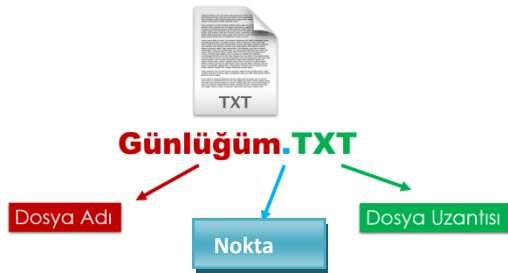 TXT
Günlüğüm.TXT
Dosya Adı
Nokta
Dosya Uzantısı